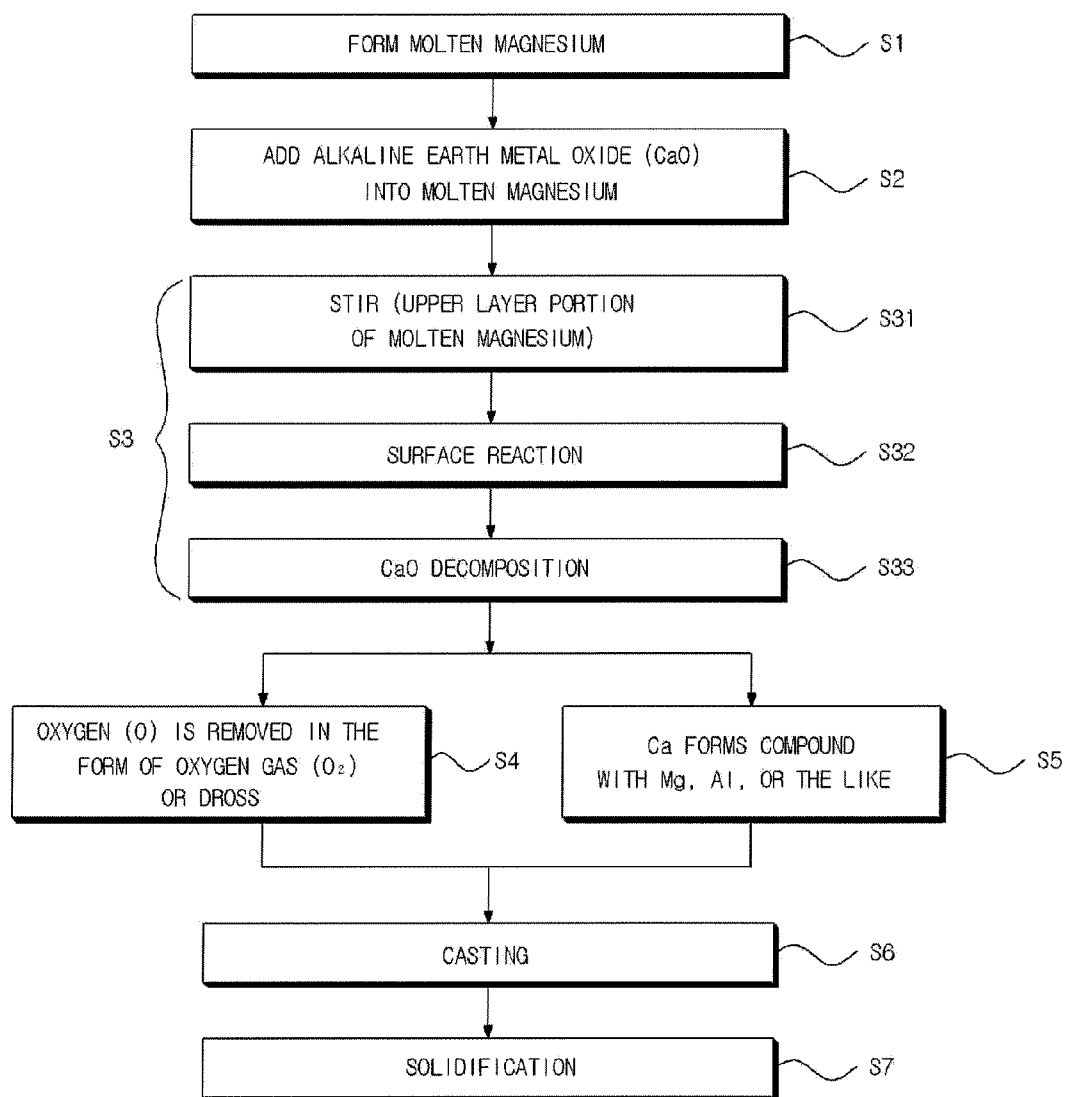 FORM MOLTEN MAGNESIUM
S1
ADD ALKALINE EARTH METAL OXIDE (CaO)
INTO MOLTEN MAGNESIUM
S2
S3
STIR (UPPER LAYER PORTION
OF MOLTEN MAGNESIUM)
S31
SURFACE REACTION
S32
CaO DECOMPOSITION
S33
OXYGEN (O) IS REMOVED IN THE
FORM OF OXYGEN GAS (O₂)
OR DROSS
S4
Ca FORMS COMPOUND
WITH Mg, Al, OR THE LIKE
S5
CASTING
S6
SOLIDIFICATION
S7